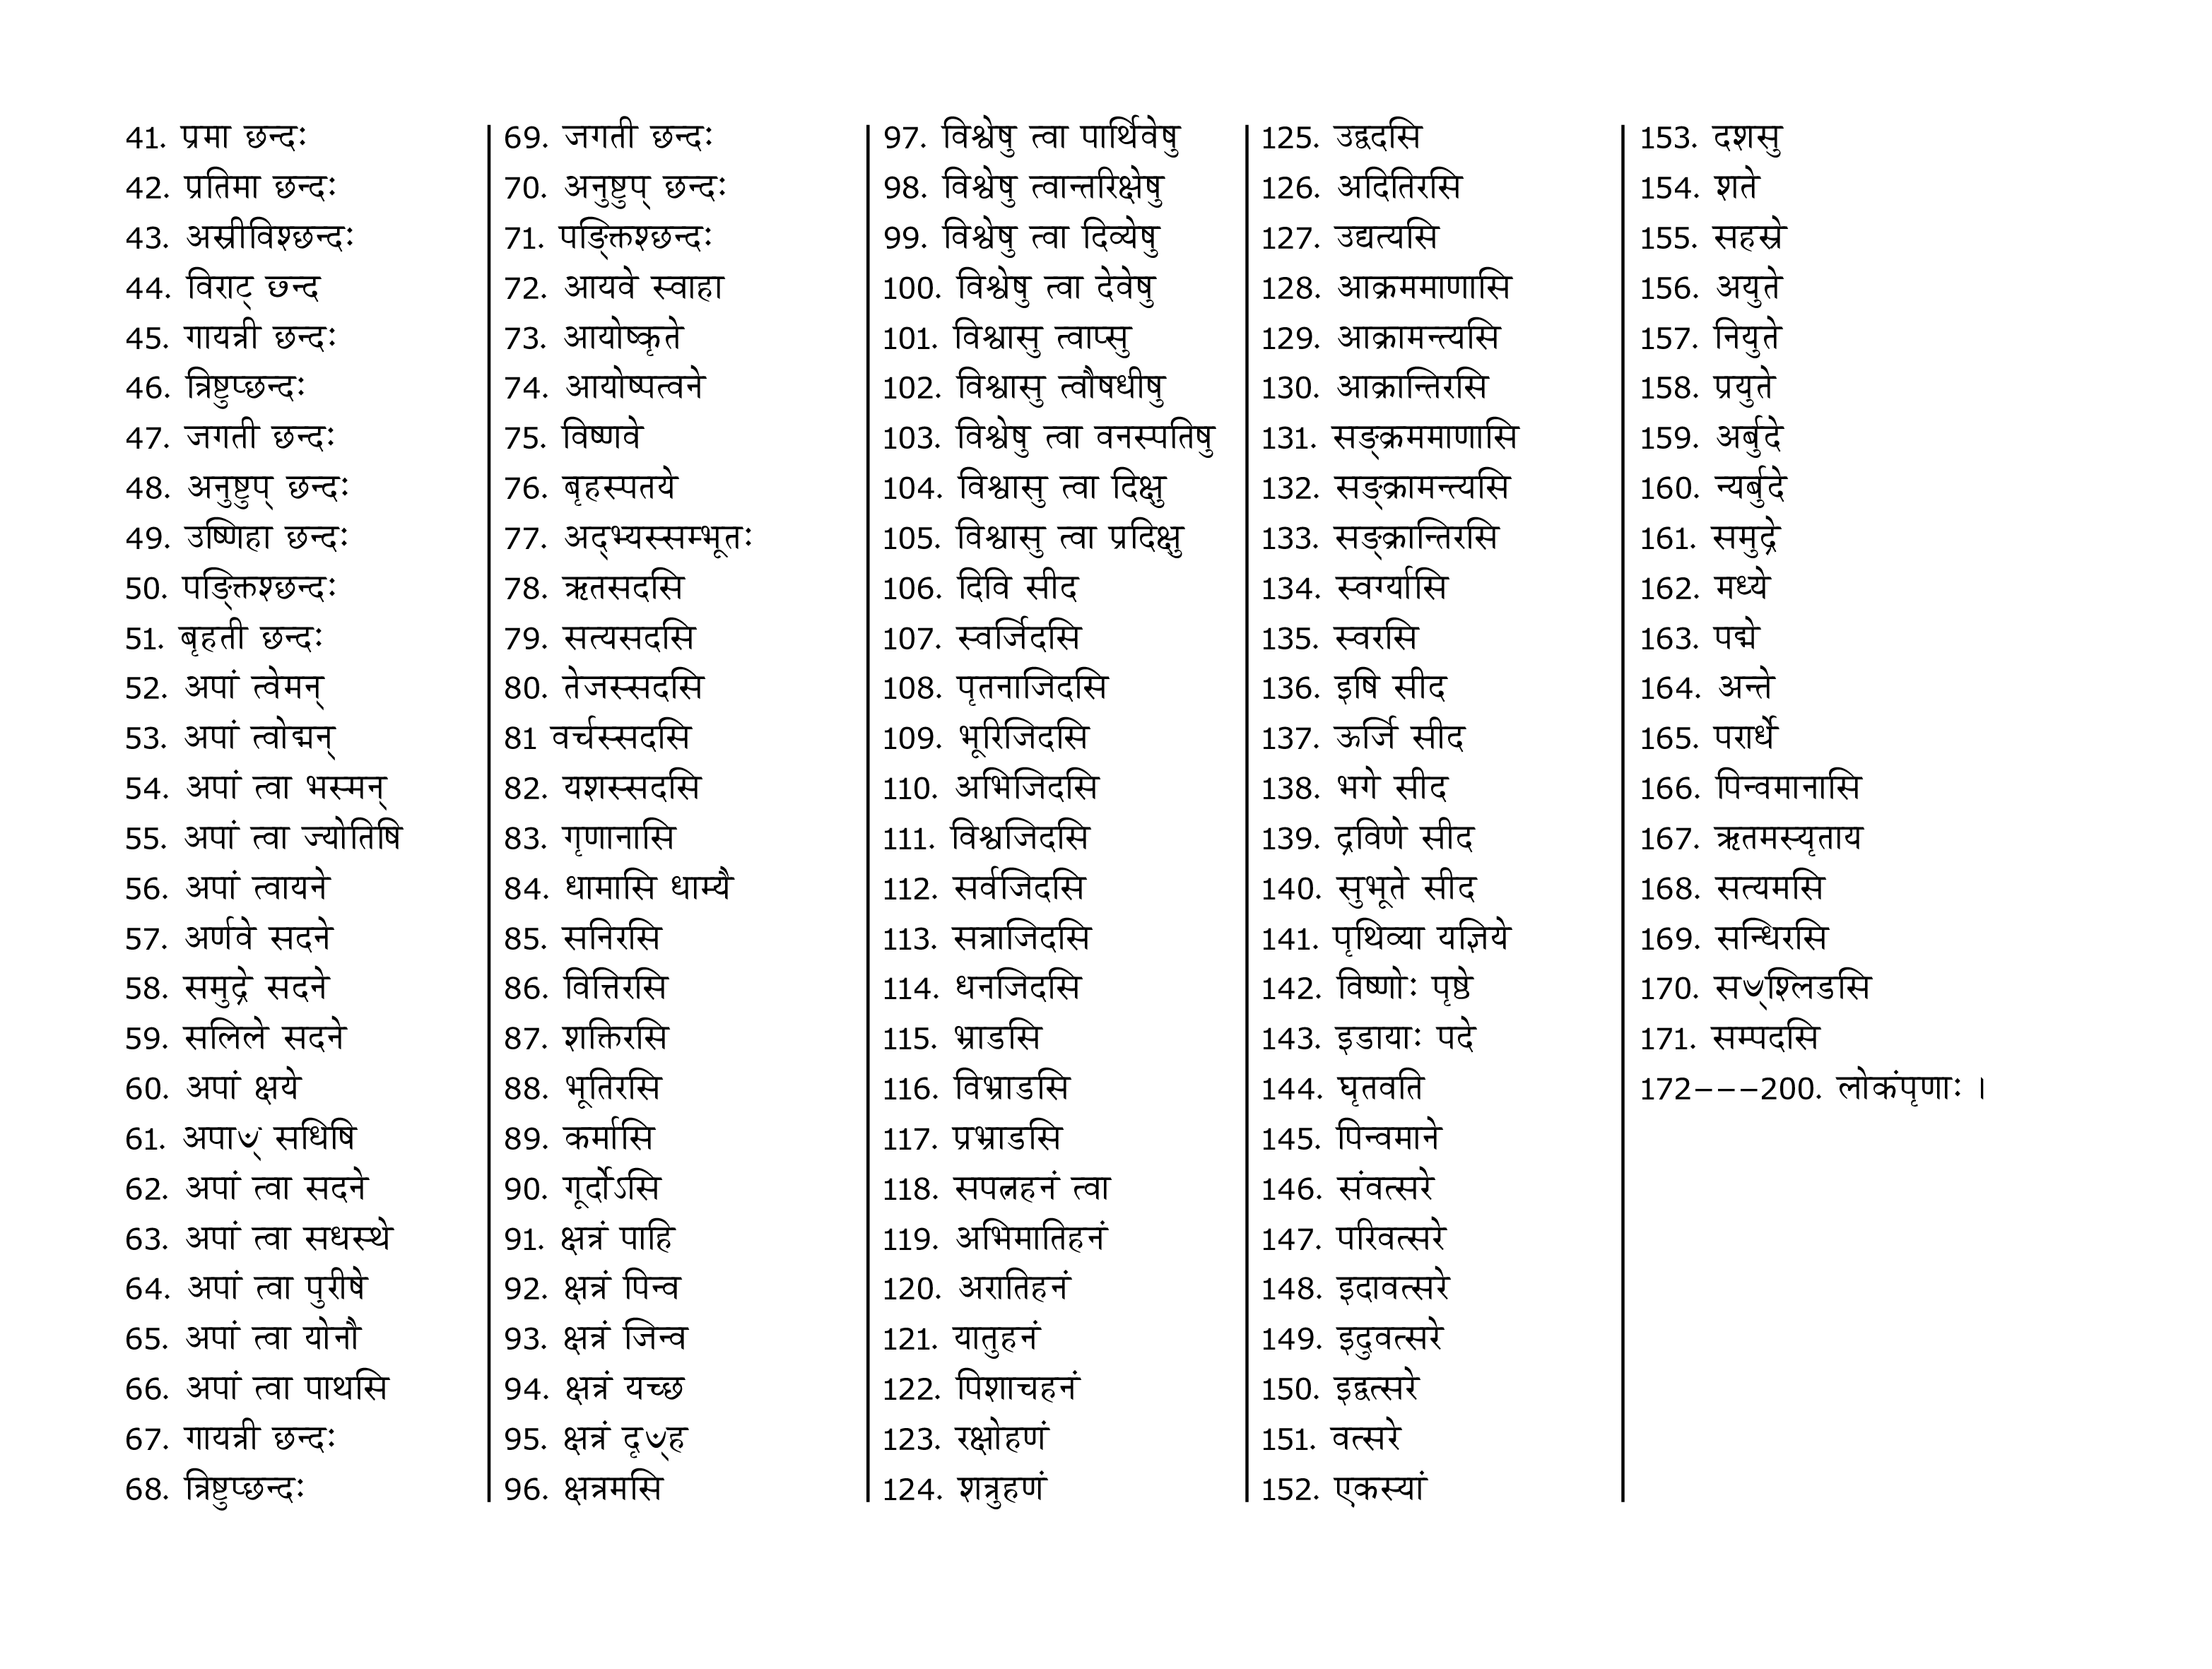 41. प्रमा छन्दः
42. प्रतिमा छन्दः
43. अस्रीविश्छन्दः
44. विराट् छन्द
45. गायत्री छन्दः
46. त्रिष्टुप्छन्दः
47. जगती छन्दः
48. अनुष्टुप् छन्दः
49. उष्णिहा छन्दः
50. पङ्क्तिश्छन्दः
51. बृहती छन्दः
52. अपां त्वेमन्
53. अपां त्वोद्मन्
54. अपां त्वा भस्मन्
55. अपां त्वा ज्योतिषि
56. अपां त्वायने
57. अर्णवे सदने
58. समुद्रे सदने
59. सलिले सदने
60. अपां क्षये
61. अपाꣳ् सधिषि
62. अपां त्वा सदने
63. अपां त्वा सधस्थे
64. अपां त्वा पुरीषे
65. अपां त्वा योनौ
66. अपां त्वा पाथसि
67. गायत्री छन्दः
68. त्रिष्टुप्छन्दः
69. जगती छन्दः
70. अनुष्टुप् छन्दः
71. पङ्क्तिश्छन्दः
72. आयवे स्वाहा
73. आयोष्कृते
74. आयोष्पत्वने
75. विष्णवे
76. बृहस्पतये
77. अद्भ्यस्सम्भूतः
78. ऋतसदसि
79. सत्यसदसि
80. तेजस्सदसि
81 वर्चस्सदसि
82. यशस्सदसि
83. गृणानासि
84. धामासि धाम्यै
85. सनिरसि
86. वित्तिरसि
87. शक्तिरसि
88. भूतिरसि
89. कर्मासि
90. गूर्दोऽसि
91. क्षत्रं पाहि
92. क्षत्रं पिन्व
93. क्षत्रं जिन्व
94. क्षत्रं यच्छ
95. क्षत्रं दृꣳ्ह
96. क्षत्रमसि
97. विश्वेषु त्वा पार्थिवेषु
98. विश्वेषु त्वान्तरिक्षेषु
99. विश्वेषु त्वा दिव्येषु
100. विश्वेषु त्वा देवेषु
101. विश्वासु त्वाप्सु
102. विश्वासु त्वौषधीषु
103. विश्वेषु त्वा वनस्पतिषु
104. विश्वासु त्वा दिक्षु
105. विश्वासु त्वा प्रदिक्षु
106. दिवि सीद
107. स्वर्जिदसि
108. पृतनाजिदसि
109. भूरिजिदसि
110. अभिजिदसि
111. विश्वजिदसि
112. सर्वजिदसि
113. सत्राजिदसि
114. धनजिदसि
115. भ्राडसि
116. विभ्राडसि
117. प्रभ्राडसि
118. सपत्नहनं त्वा
119. अभिमातिहनं
120. अरातिहनं
121. यातुहनं
122. पिशाचहनं
123. रक्षोहणं
124. शत्रुहणं
125. उद्वदसि
126. अदितिरसि
127. उद्यत्यसि
128. आक्रममाणासि
129. आक्रामन्त्यसि
130. आक्रान्तिरसि
131. सङ्क्रममाणासि
132. सङ्क्रामन्त्यसि
133. सङ्क्रान्तिरसि
134. स्वर्ग्यासि
135. स्वरसि
136. इषि सीद
137. ऊर्जि सीद
138. भगे सीद
139. द्रविणे सीद
140. सुभूते सीद
141. पृथिव्या यज्ञिये
142. विष्णोः पृष्ठे
143. इडायाः पदे
144. घृतवति
145. पिन्वमाने
146. संवत्सरे
147. परिवत्सरे
148. इदावत्सरे
149. इदुवत्सरे
150. इद्वत्सरे
151. वत्सरे
152. एकस्यां
153. दशसु
154. शते
155. सहस्रे
156. अयुते
157. नियुते
158. प्रयुते
159. अर्बुदे
160. न्यर्बुदे
161. समुद्रे
162. मध्ये
163. पद्मे
164. अन्ते
165. परार्धे
166. पिन्वमानासि
167. ऋतमस्यृताय
168. सत्यमसि
169. सन्धिरसि
170. सꣳ्श्लिडसि
171. सम्पदसि
172---200. लोकंपृणाः ।